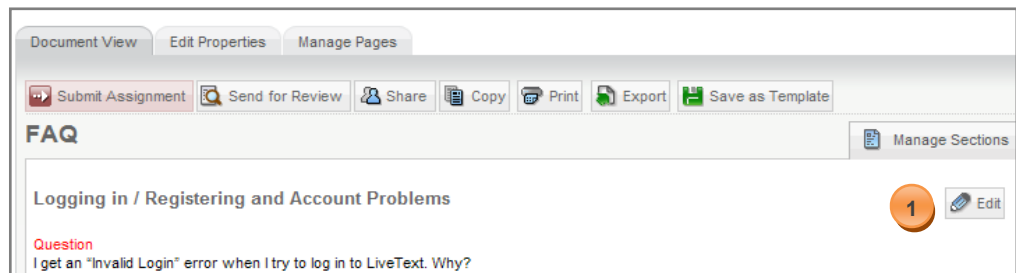 Document View Edit Properties Manage Pages
Submit Assignment Send for Review Share Copy Print Export Save as Template
FAQ
Manage Sections
Logging in / Registering and Account Problems
1 Edit
Question
I get an "Invalid Login" error when I try to log in to LiveText. Why?